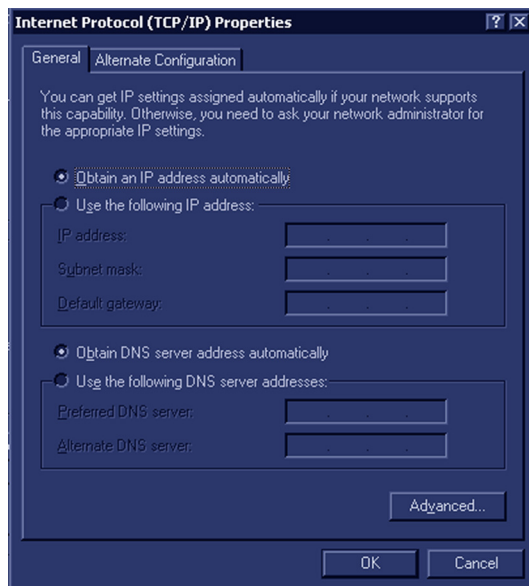 Internet Protocol (TCP/IP) Properties
General
Alternate Configuration
You can get IP settings assigned automatically if your network supports
this capability. Otherwise, you need to ask your network administrator for
the appropriate IP settings.
Obtain an IP address automatically
Use the following IP address:
IP address:
Subnet mask:
Default gateway:
Obtain DNS server address automatically
Use the following DNS server addresses:
Preferred DNS server:
Alternate DNS server:
Advanced...
OK
Cancel